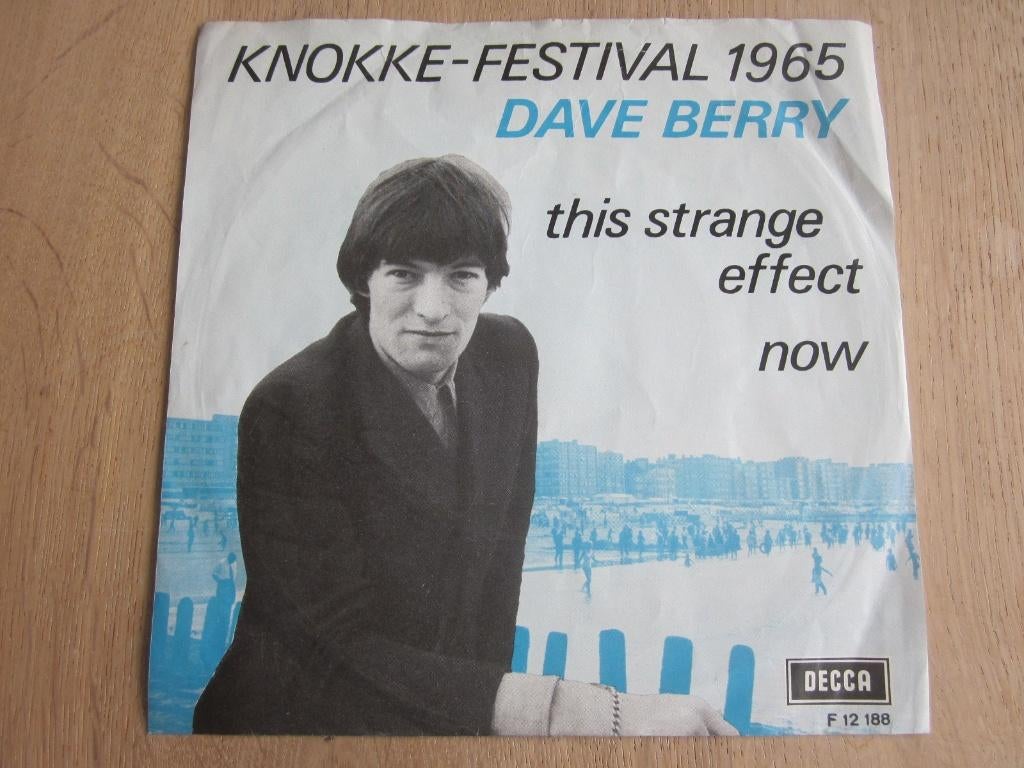 KNOKKE-FESTIVAL 1965
DAVE BERRY
this strange
effect
now
DECCA
F 12 188